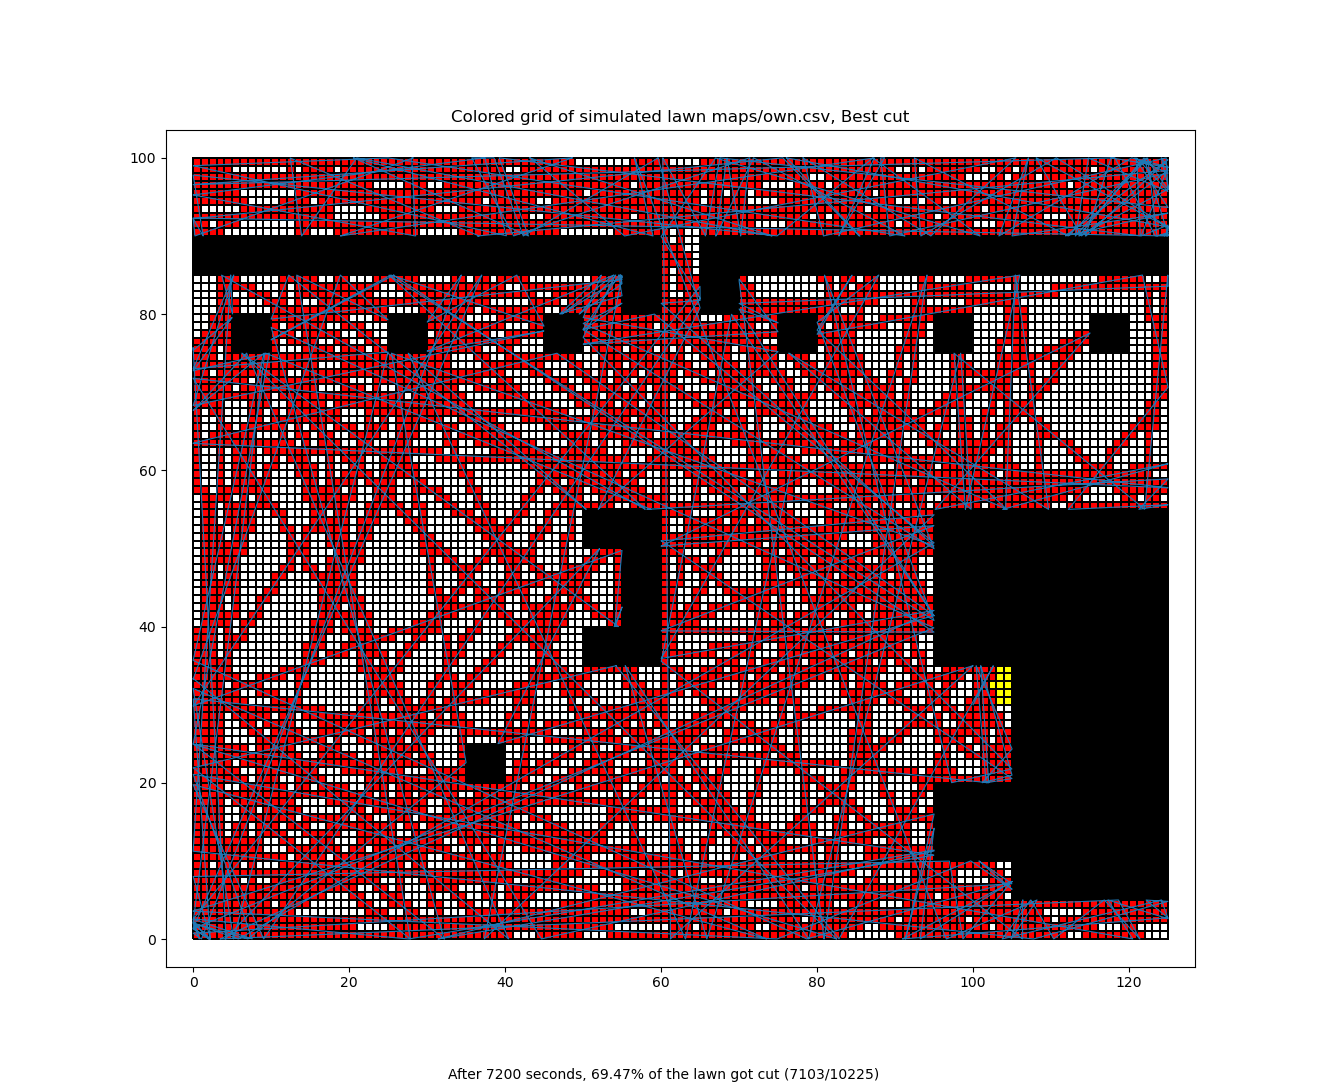 Colored grid of simulated lawn maps/own.csv, Best cut
100
80
60
40
20
0
0 20 40 60 80 100 120
After 7200 seconds, 69.47% of the lawn got cut (7103/10225)